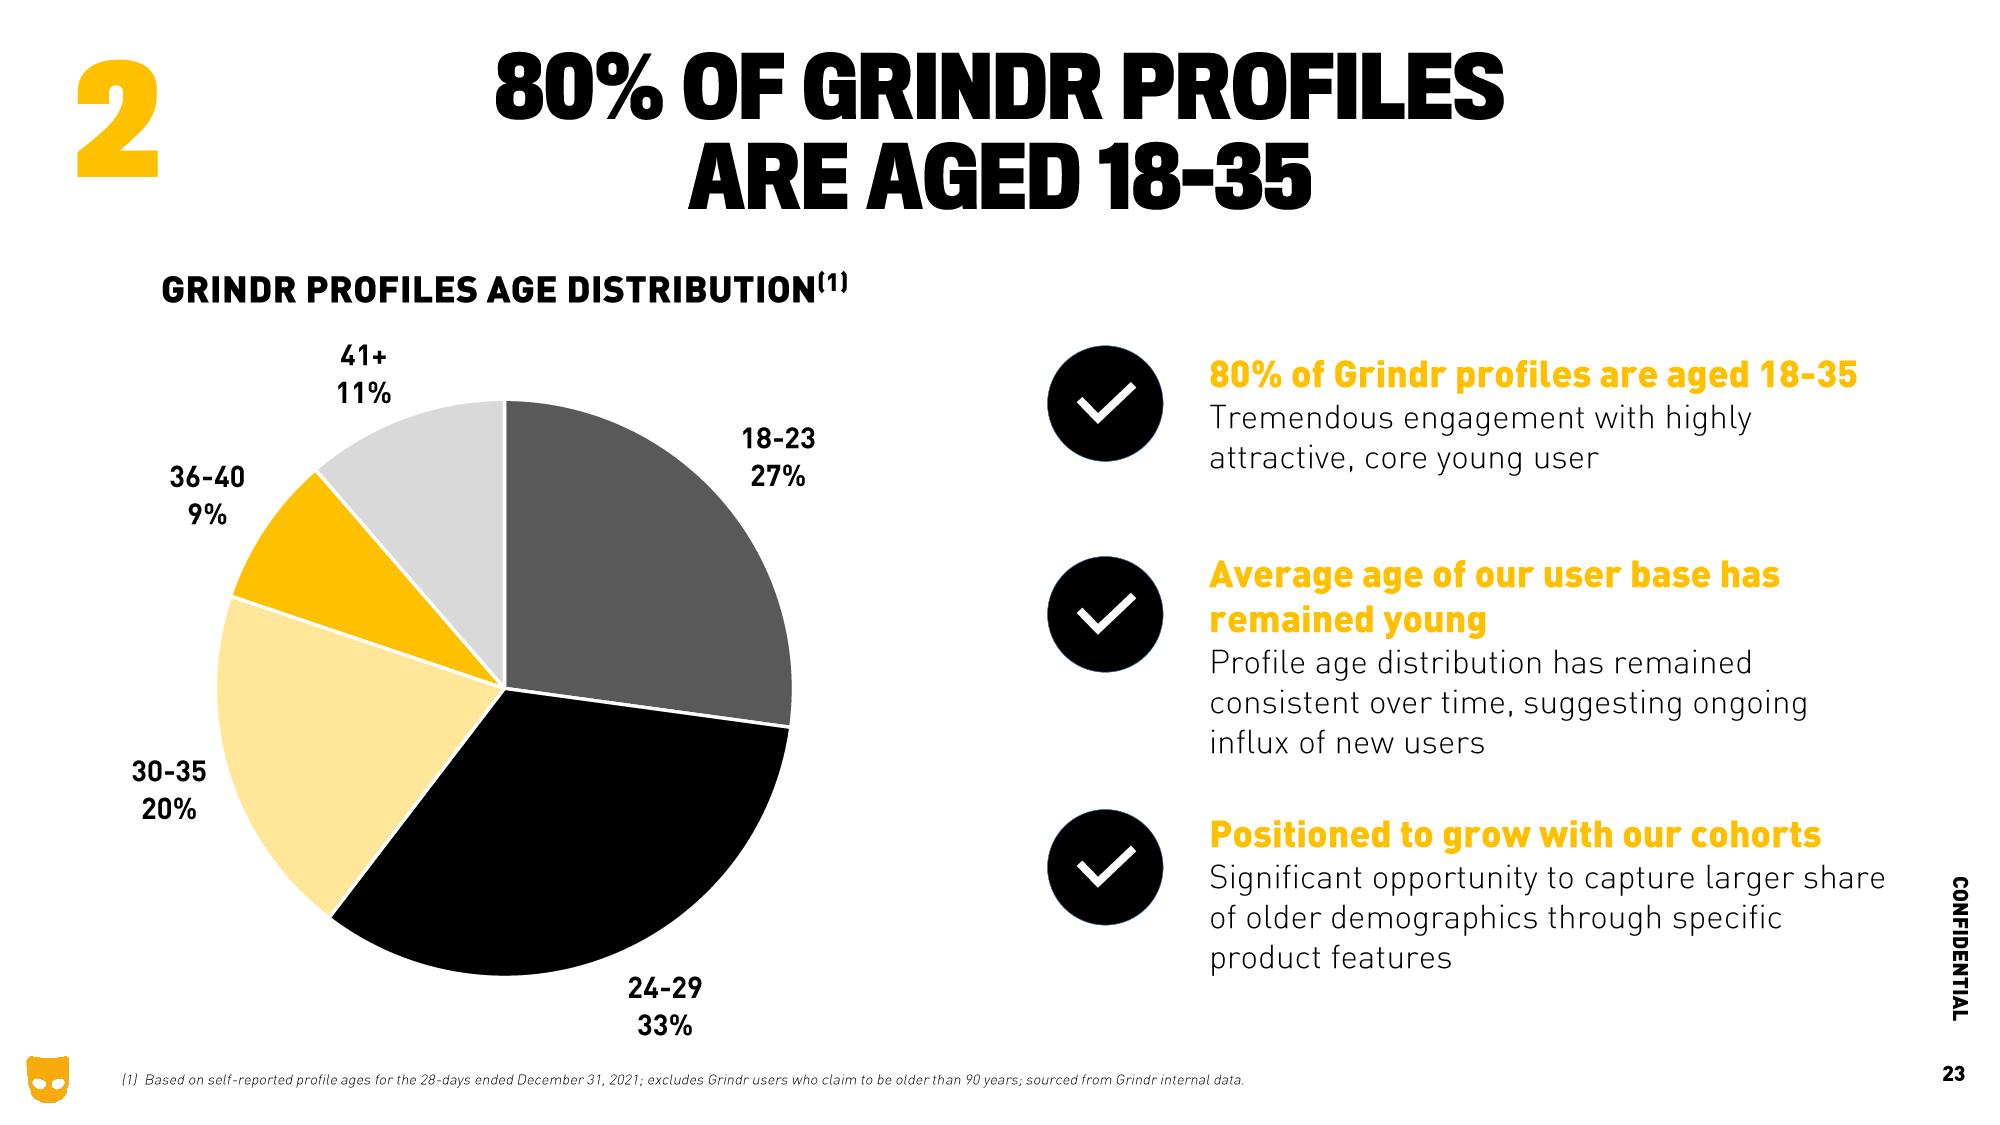 2
80% OF GRINDR PROFILES
ARE AGED 18-35
GRINDR PROFILES AGE DISTRIBUTION(1)
41+
11%
18-23
27%
36-40
9%
30-35
20%
24-29
33%
80% of Grindr profiles are aged 18-35
Tremendous engagement with highly
attractive, core young user
Average age of our user base has
remained young
Profile age distribution has remained
consistent over time, suggesting ongoing
influx of new users
Positioned to grow with our cohorts
Significant opportunity to capture larger share
of older demographics through specific
product features
CONFIDENTIAL
(1) Based on self-reported profile ages for the 28-days ended December 31, 2021; excludes Grindr users who claim to be older than 90 years; sourced from Grindr internal data.
23